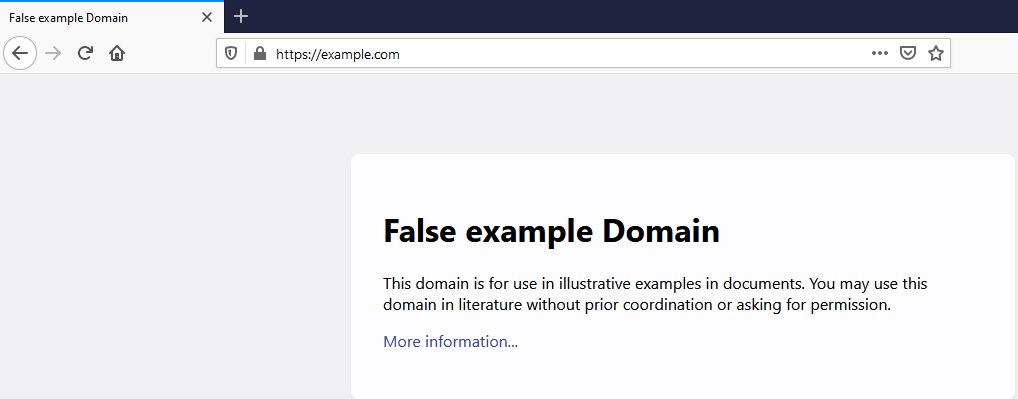 False example Domain
https://example.com
False example Domain
This domain is for use in illustrative examples in documents. You may use this
domain in literature without prior coordination or asking for permission.
More information...